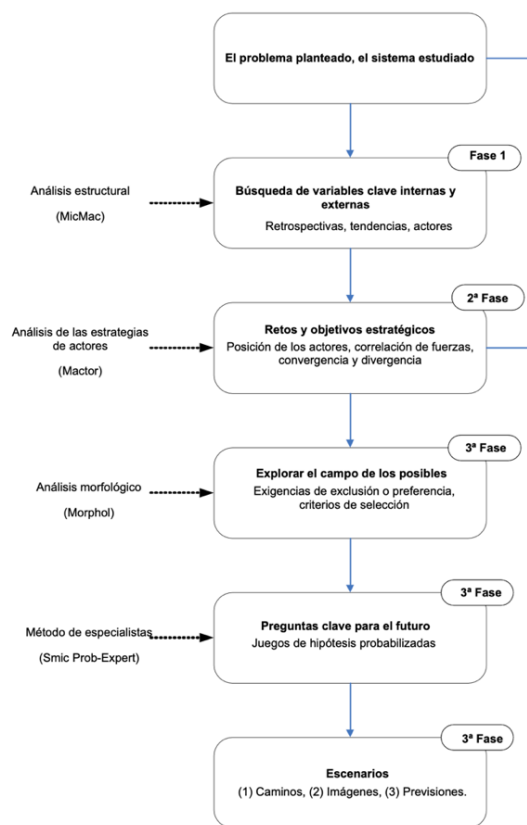 El problema planteado, el sistema estudiado
Fase 1
Análisis estructural
(MicMac)
Búsqueda de variables clave internas y
externas
Retrospectivas, tendencias, actores
2ª Fase
Análisis de las estrategias
de actores
(Mactor)
Retos y objetivos estratégicos
Posición de los actores, correlación de fuerzas,
convergencia y divergencia
3ª Fase
Análisis morfológico
(Morphol)
Explorar el campo de los posibles
Exigencias de exclusión o preferencia,
criterios de selección
3ª Fase
Método de especialistas
(Smic Prob-Expert)
Preguntas clave para el futuro
Juegos de hipótesis probabilizadas
3ª Fase
Escenarios
(1) Caminos, (2) Imágenes, (3) Previsiones.